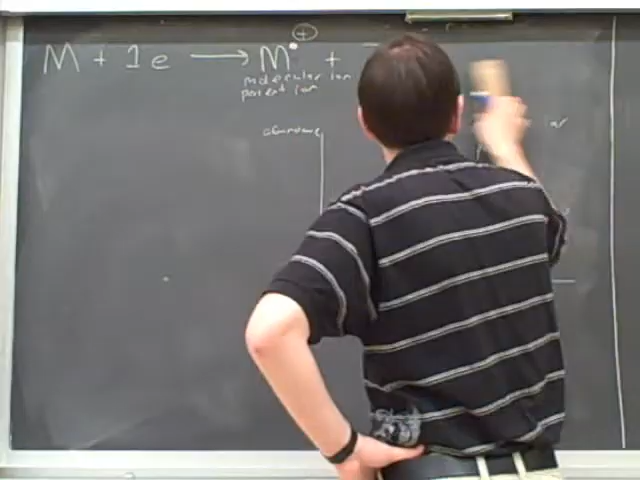 M + 1e ⟶ M•⊕ +
molecular ion
parent ion
abundance